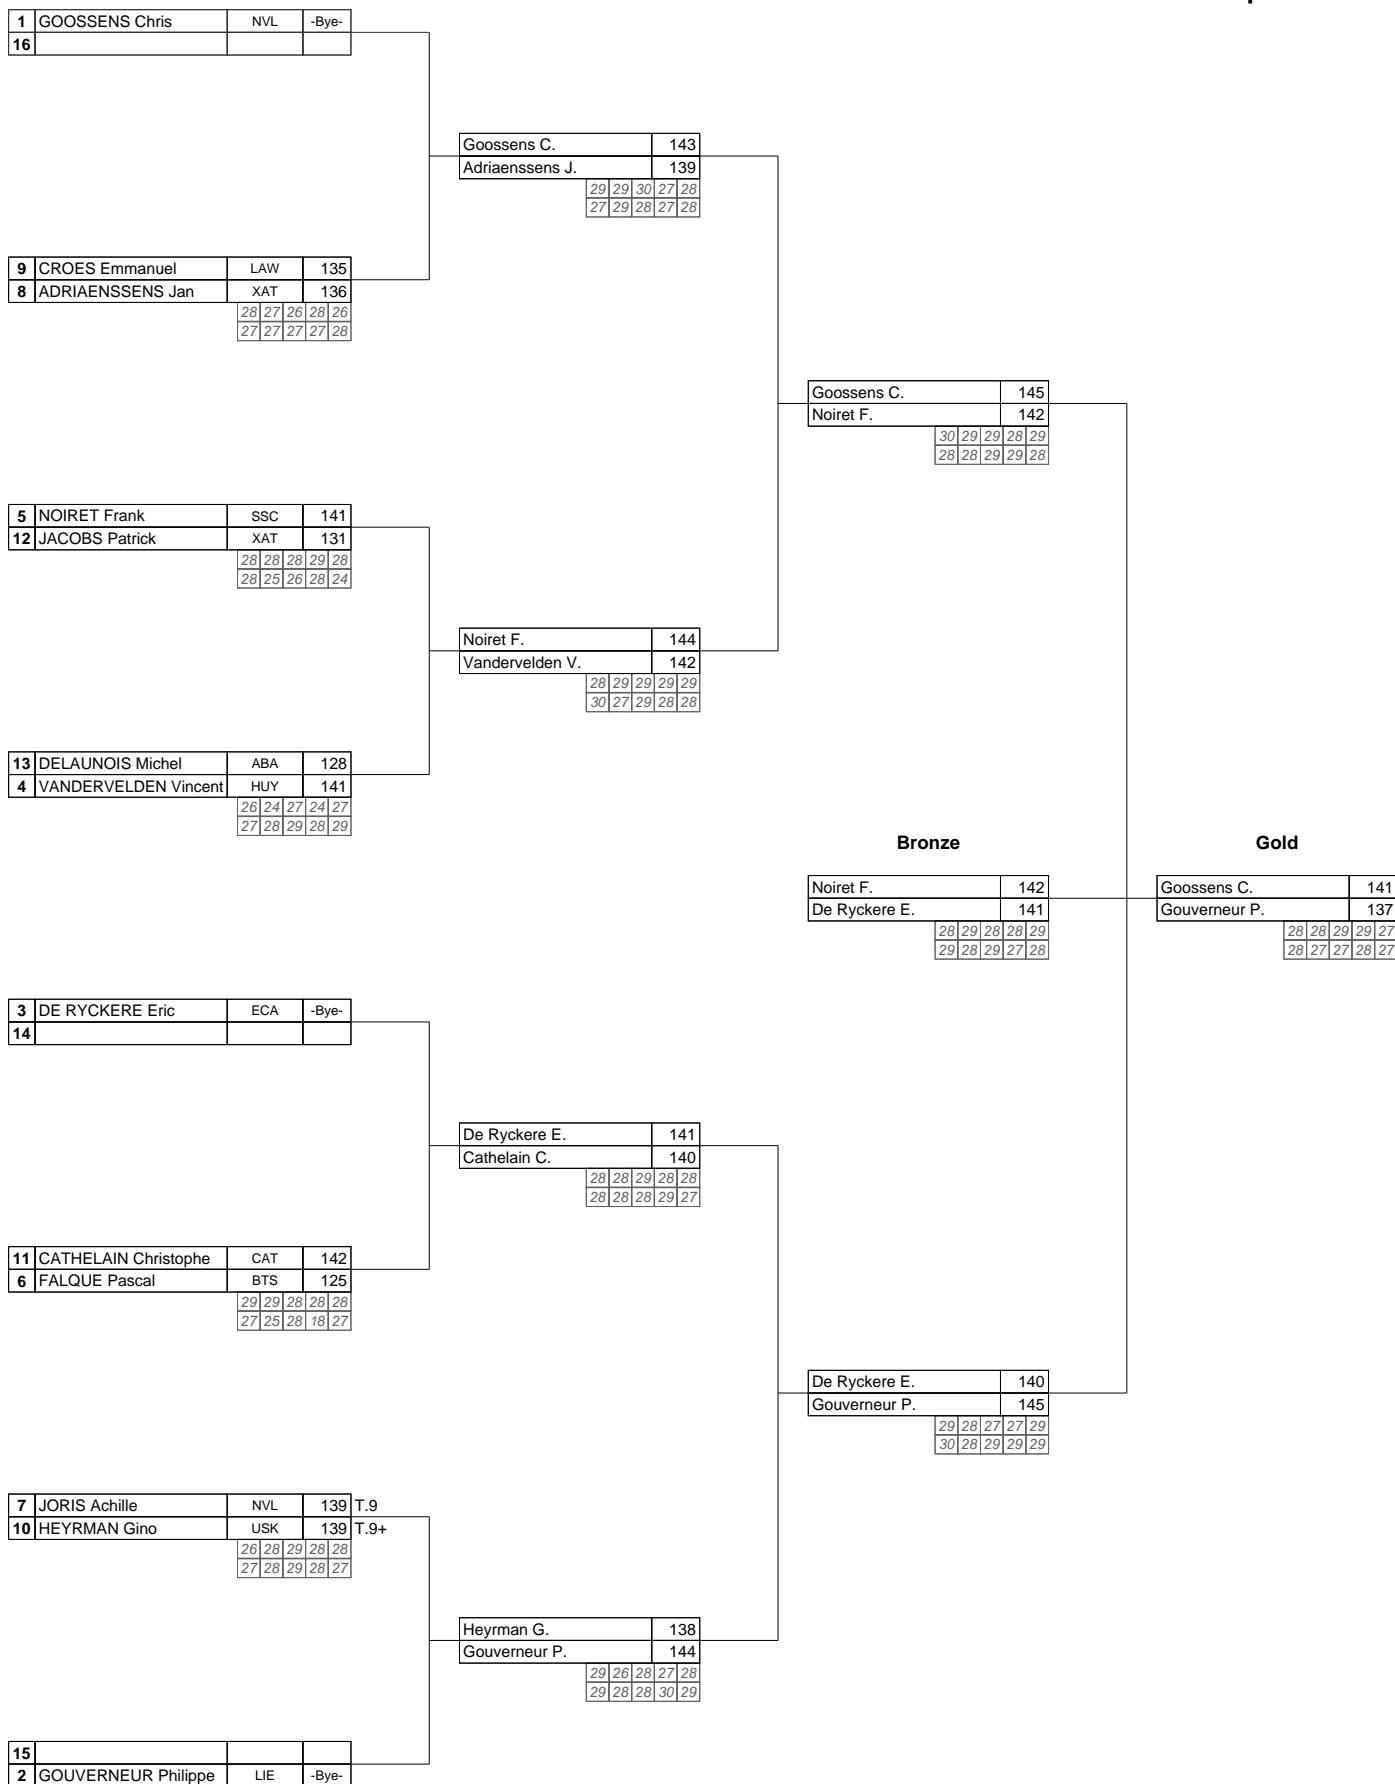 1 GOOSSENS Chris NVL -Bye-
16
Goossens C. 143
Adriaenssens J. 139
29 29 30 27 28
27 29 28 27 28
9 CROES Emmanuel LAW 135
8 ADRIAENSSENS Jan XAT 136
28 27 26 28 26
27 27 27 27 28
Goossens C. 145
Noiret F. 142
30 29 29 28 29
28 28 29 29 28
5 NOIRET Frank SSC 141
12 JACOBS Patrick XAT 131
28 28 28 29 28
28 25 26 28 24
Noiret F. 144
Vandervelden V. 142
28 29 29 29 29
30 27 29 28 28
13 DELAUNOIS Michel ABA 128
4 VANDERVELDEN Vincent HUY 141
26 24 27 24 27
27 28 29 28 29
Bronze Gold
Noiret F. 142 Goossens C. 141
De Ryckere E. 141 Gouverneur P. 137
28 29 28 28 29 28 28 29 29 27
29 28 29 27 28 28 27 27 28 27
3 DE RYCKERE Eric ECA -Bye-
14
De Ryckere E. 141
Cathelain C. 140
28 28 29 28 28
28 28 28 29 27
11 CATHELAIN Christophe CAT 142
6 FALQUE Pascal BTS 125
29 29 28 28 28
27 25 28 18 27
De Ryckere E. 140
Gouverneur P. 145
29 28 27 27 29
30 28 29 29 29
7 JORIS Achille NVL 139 T.9
10 HEYRMAN Gino USK 139 T.9+
26 28 29 28 28
27 28 29 28 27
Heyrman G. 138
Gouverneur P. 144
29 26 28 27 28
29 28 28 30 29
15
2 GOUVERNEUR Philippe LIE -Bye-